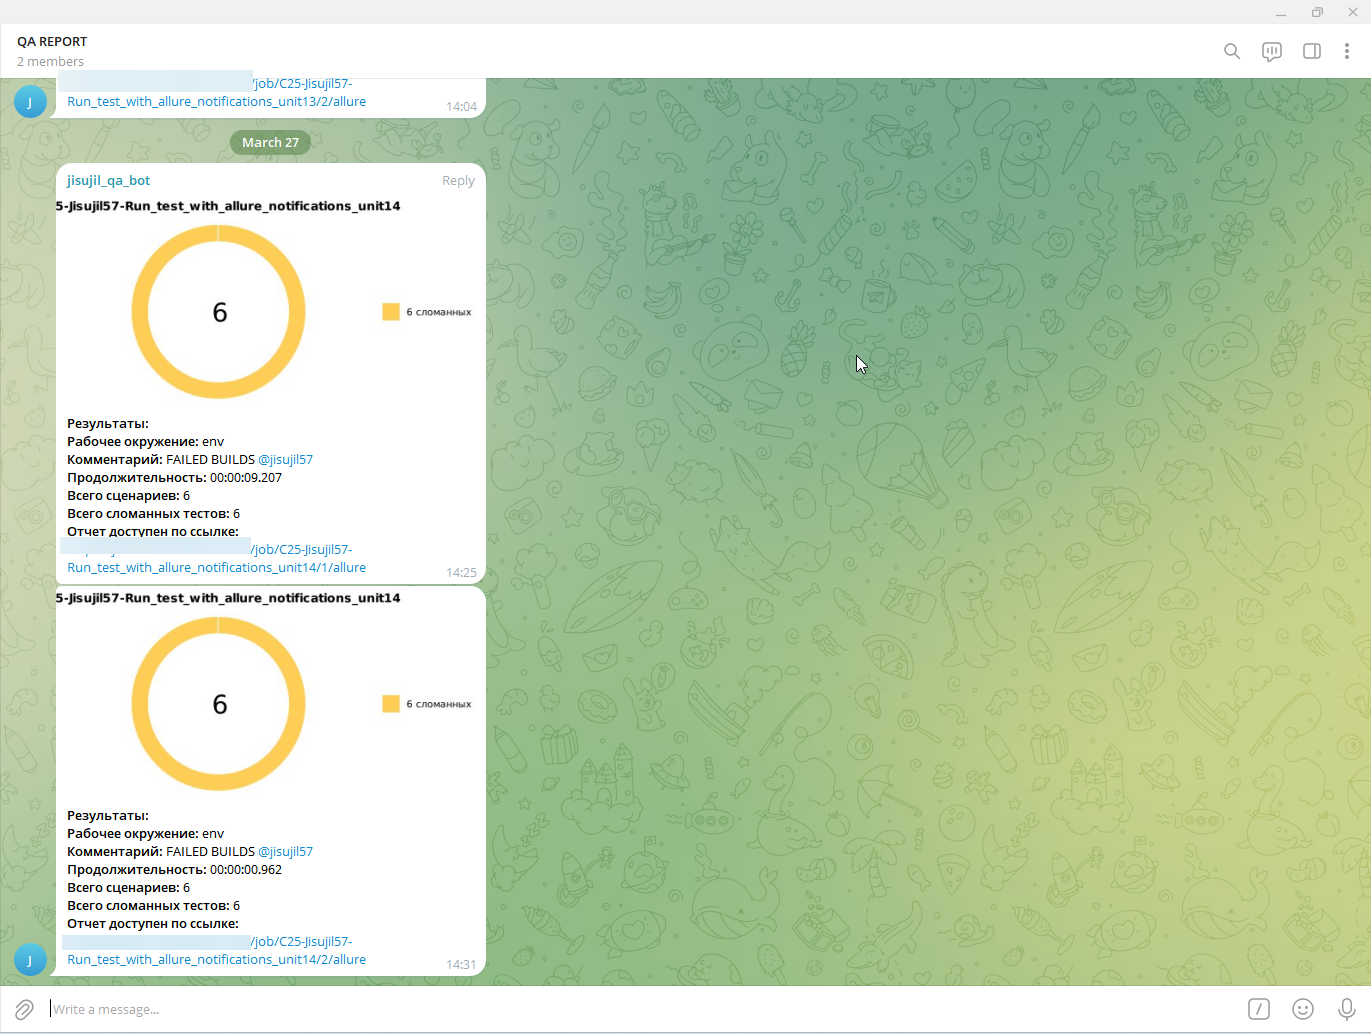 QA REPORT
2 members
/job/C25-Jisujil57-
Run_test_with_allure_notifications_unit13/2/allure
14:04
J
March 27
jisujil_qa_bot
Reply
5-Jisujil57-Run_test_with_allure_notifications_unit14
6
6 сломанных
Результаты:
Рабочее окружение: env
Комментарий: FAILED BUILDS @jisujil57
Продолжительность: 00:00:09.207
Всего сценариев: 6
Всего сломанных тестов: 6
Отчет доступен по ссылке:
/job/C25-Jisujil57-
Run_test_with_allure_notifications_unit14/1/allure
14:25
5-Jisujil57-Run_test_with_allure_notifications_unit14
6
6 сломанных
Результаты:
Рабочее окружение: env
Комментарий: FAILED BUILDS @jisujil57
Продолжительность: 00:00:00.962
Всего сценариев: 6
Всего сломанных тестов: 6
Отчет доступен по ссылке:
/job/C25-Jisujil57-
Run_test_with_allure_notifications_unit14/2/allure
14:31
J
Write a message...